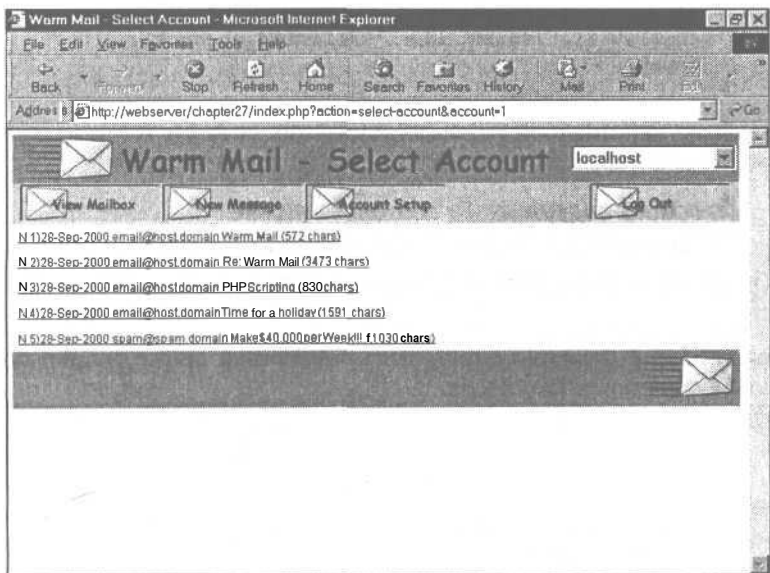 Warm Mail - Select Account - Microsoft Internet Explorer
File Edit View Favorites Tools Help
Back Forward Stop Refresh Home Search Favorites History Mail Print Edit
Address http://webserver/chapter27/index.php?action=select-account&account=1 Go
Warm Mail - Select Account localhost
View Mailbox New Message Account Setup Log Out
N 1)28-Sep-2000 email@host.domain Warm Mail (572 chars)
N 2)28-Sep-2000 email@host.domain Re: Warm Mail (3473 chars)
N 3)28-Sep-2000 email@host.domain PHP Scripting (830 chars)
N 4)28-Sep-2000 email@host.domain Time for a holiday (1591 chars)
N 5)28-Sep-2000 spam@spam.domain Make $40,000 per Week!!! f1030 chars)